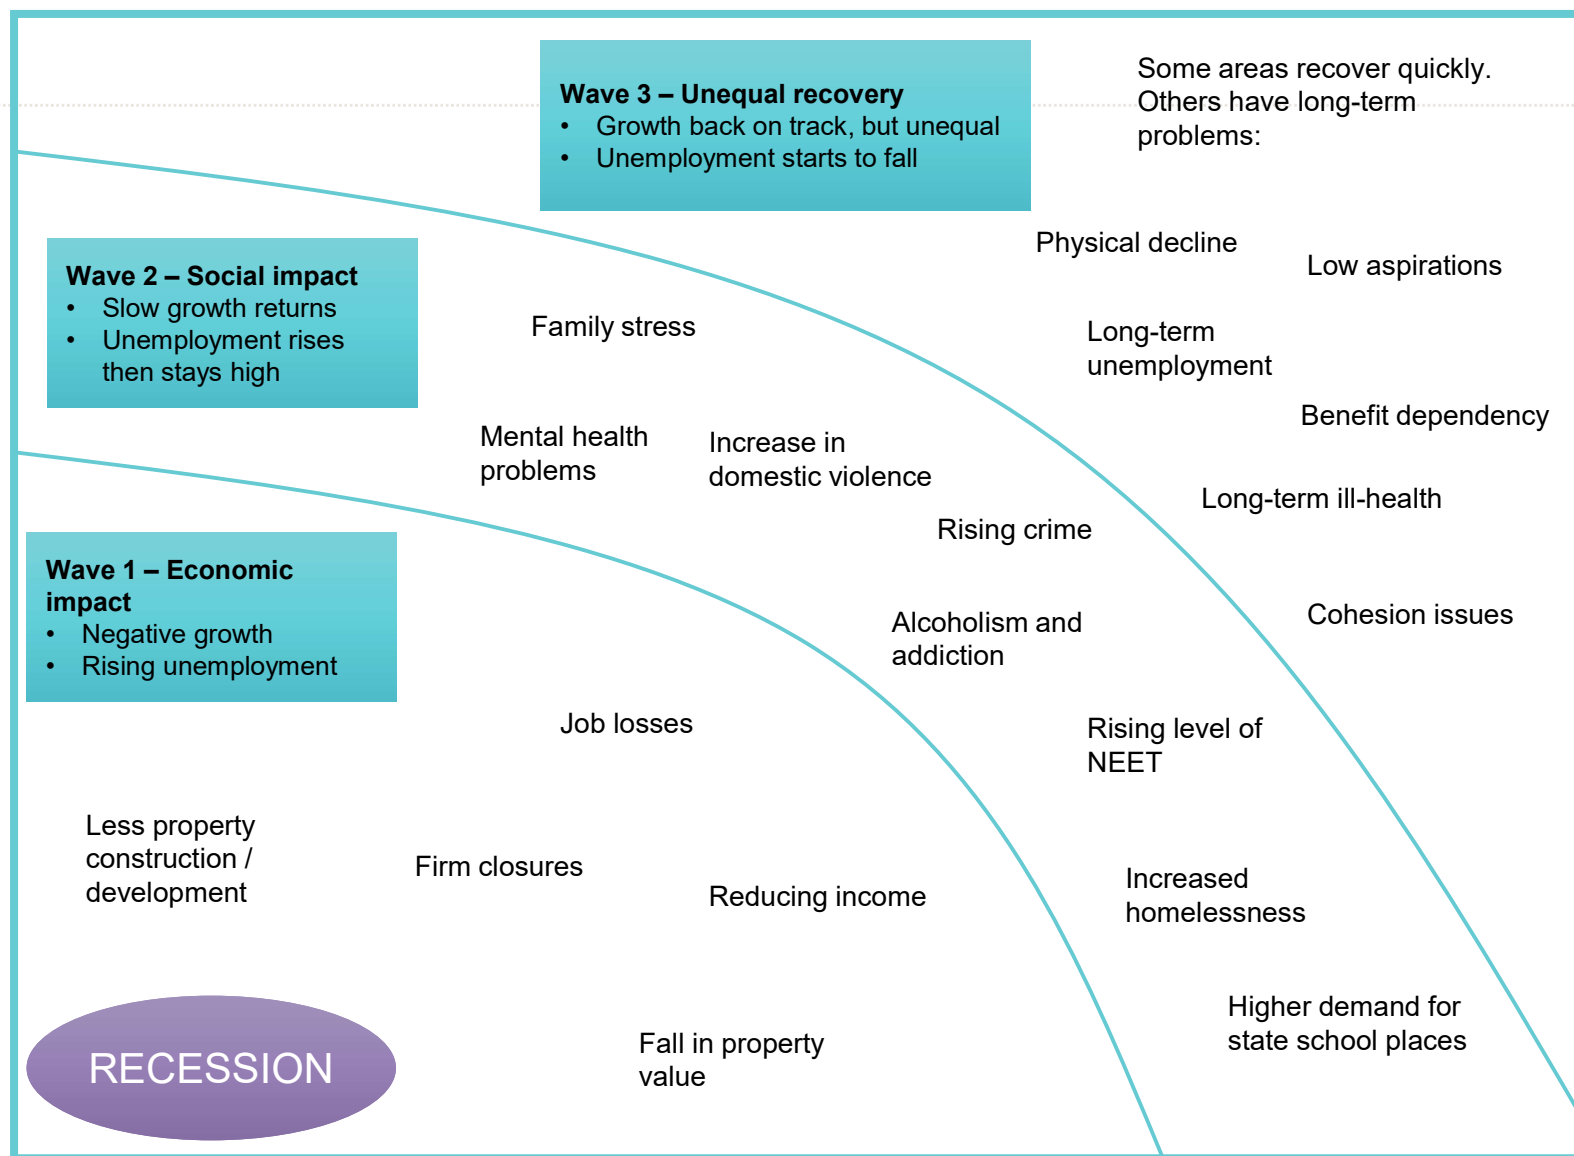 Some areas recover quickly.
Others have long-term
problems:
Wave 3 – Unequal recovery
• Growth back on track, but unequal
• Unemployment starts to fall
Physical decline
Low aspirations
Long-term
unemployment
Benefit dependency
Long-term ill-health
Cohesion issues
Wave 2 – Social impact
• Slow growth returns
• Unemployment rises
then stays high
Family stress
Mental health
problems
Increase in
domestic violence
Rising crime
Alcoholism and
addiction
Rising level of
NEET
Increased
homelessness
Higher demand for
state school places
Wave 1 – Economic
impact
• Negative growth
• Rising unemployment
Job losses
Less property
construction /
development
Firm closures
Reducing income
Fall in property
value
RECESSION